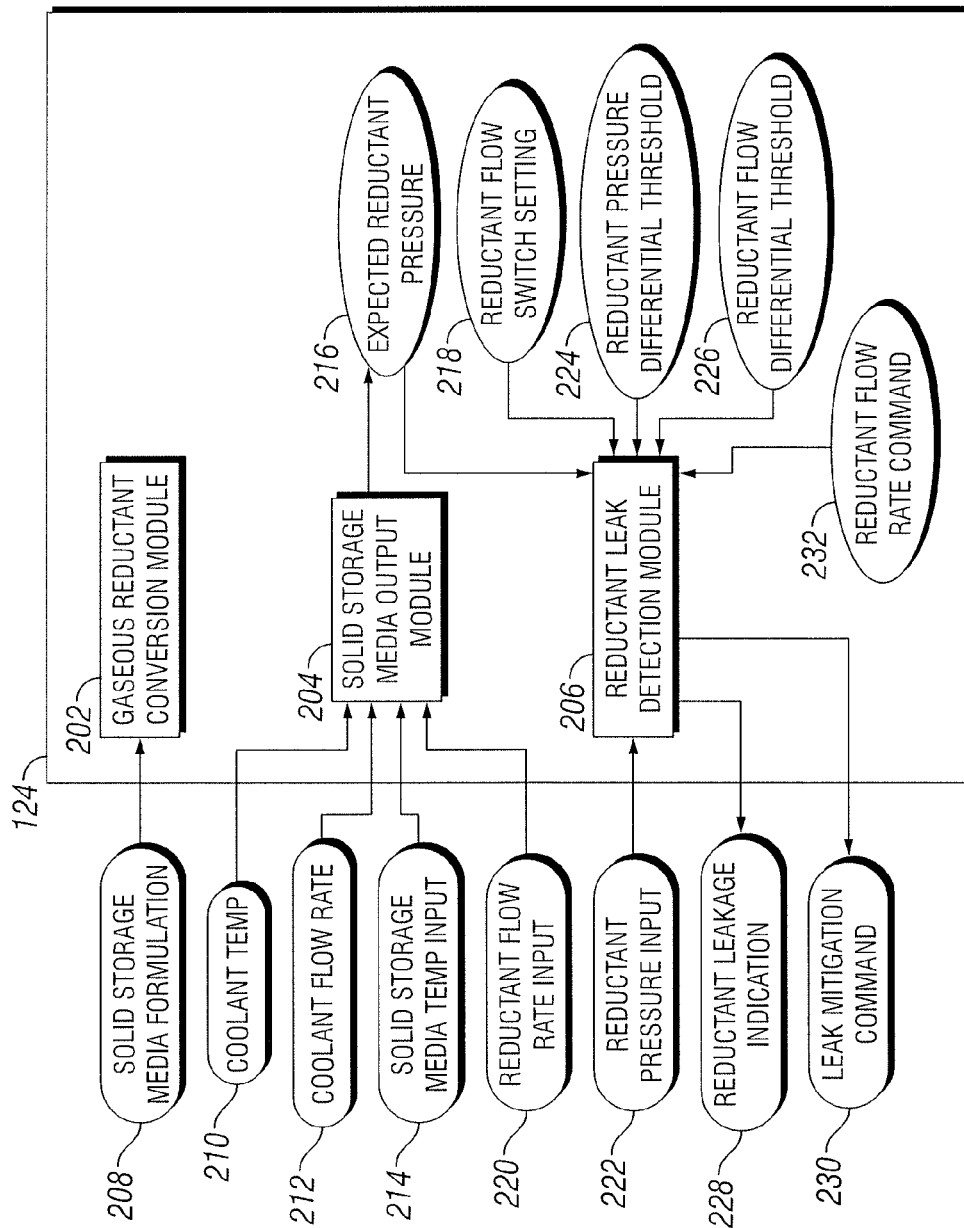 124
208
SOLID STORAGE
MEDIA FORMULATION
202
GASEOUS REDUCTANT
CONVERSION MODULE
210
COOLANT TEMP
212
COOLANT FLOW RATE
214
SOLID STORAGE
MEDIA TEMP INPUT
220
REDUCTANT FLOW
RATE INPUT
204
SOLID STORAGE
MEDIA OUTPUT
MODULE
216
EXPECTED REDUCTANT
PRESSURE
222
REDUCTANT
PRESSURE INPUT
228
REDUCTANT LEAKAGE
INDICATION
230
LEAK MITIGATION
COMMAND
206
REDUCTANT LEAK
DETECTION MODULE
218
REDUCTANT FLOW
SWITCH SETTING
224
REDUCTANT PRESSURE
DIFFERENTIAL THRESHOLD
226
REDUCTANT FLOW
DIFFERENTIAL THRESHOLD
232
REDUCTANT FLOW
RATE COMMAND